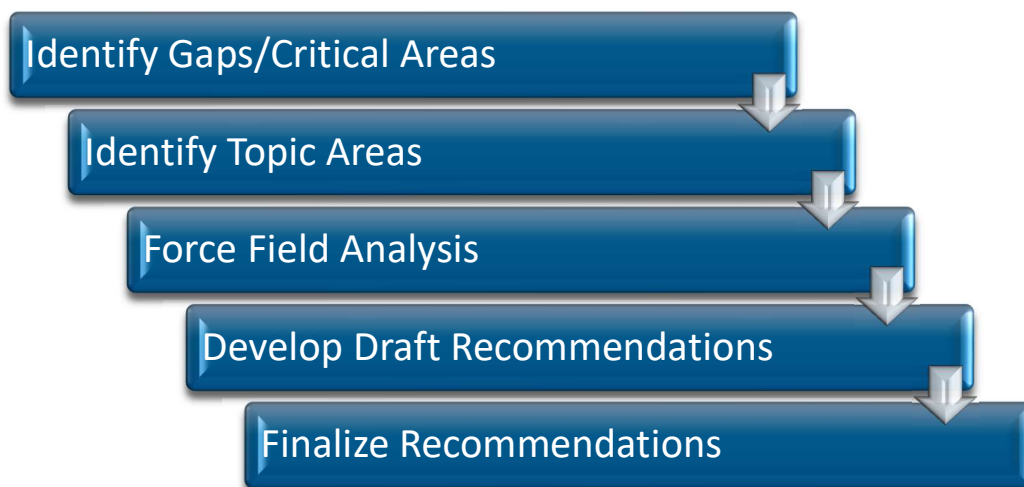 Identify Gaps/Critical Areas
Identify Topic Areas
Force Field Analysis
Develop Draft Recommendations
Finalize Recommendations